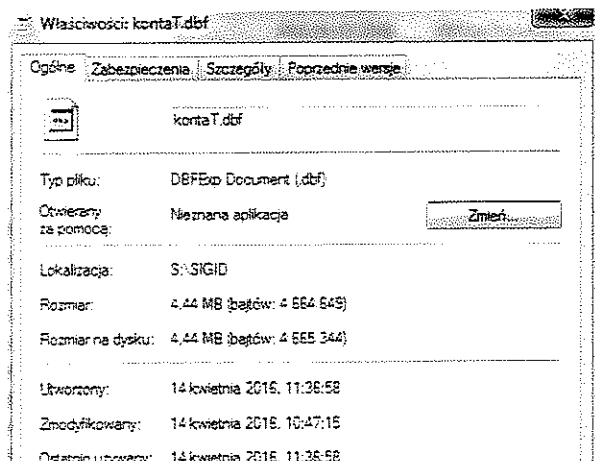 Właściwości: kontaT.dbf
Ogólne Zabezpieczenia Szczegóły Poprzednie wersje
kontaT.dbf
Typ pliku: DBFExp Document (.dbf)
Otwierany za pomocą: Nieznana aplikacja Zmień...
Lokalizacja: S:\SIGID
Rozmiar: 4,44 MB (bajtów: 4 664 649)
Rozmiar na dysku: 4,44 MB (bajtów: 4 665 344)
Utworzony: 14 kwietnia 2016, 11:36:58
Zmodyfikowany: 14 kwietnia 2016, 10:47:15
Ostatnio używany: 14 kwietnia 2016, 11:36:58